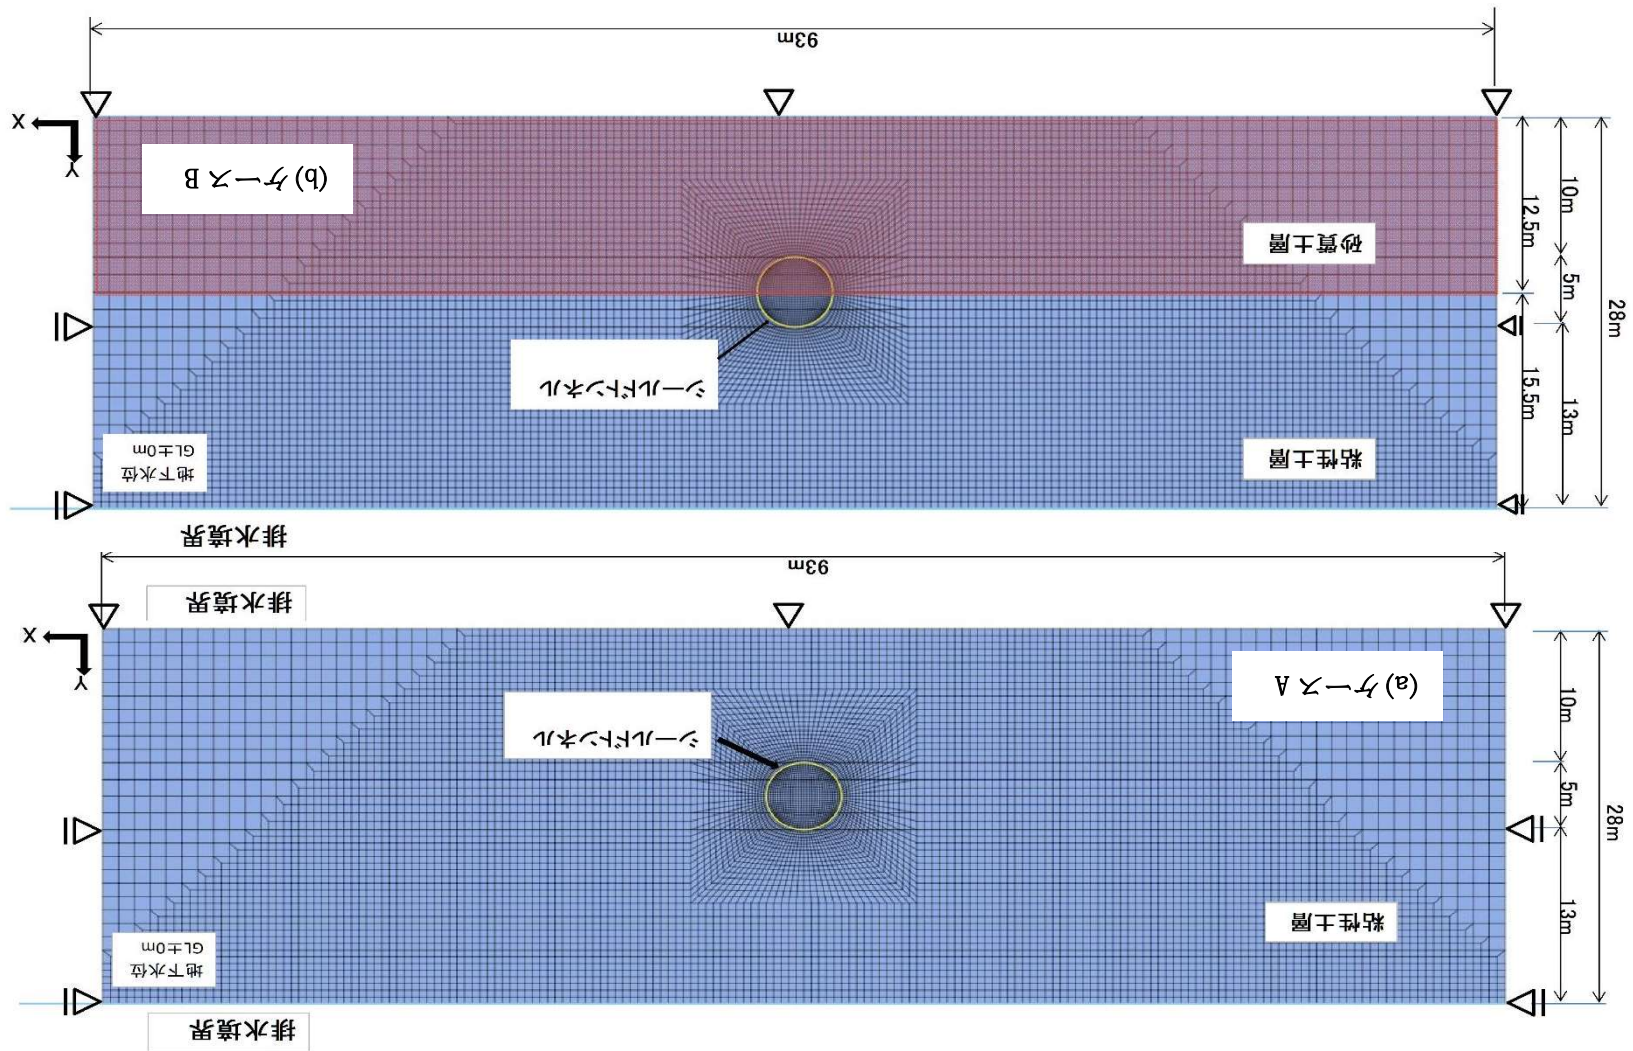 排水境界
地下水位
GL±0m
粘性土層
13m
28m
5m
シールドトンネル
10m
(a) ケース A
Y
X
排水境界
93m
排水境界
地下水位
GL±0m
粘性土層
13m
15.5m
シールドトンネル
28m
5m
砂質土層
12.5m
10m
(b) ケース B
Y
X
93m